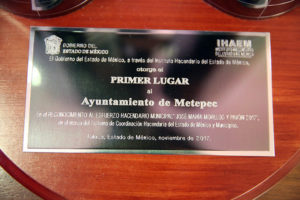 GOBIERNO DEL
ESTADO DE MÉXICO
IHAEM
El Gobierno del Estado de México, a través del Instituto Hacendario del Estado de México,
otorga el
PRIMER LUGAR
al
Ayuntamiento de Metepec
En el RECONOCIMIENTO AL ESFUERZO HACENDARIO MUNICIPAL "JOSÉ MARÍA MORELOS Y PAVÓN 2017",
en el marco del Sistema de Coordinación Hacendaria del Estado de México y Municipios.
Toluca, Estado de México, noviembre de 2017.